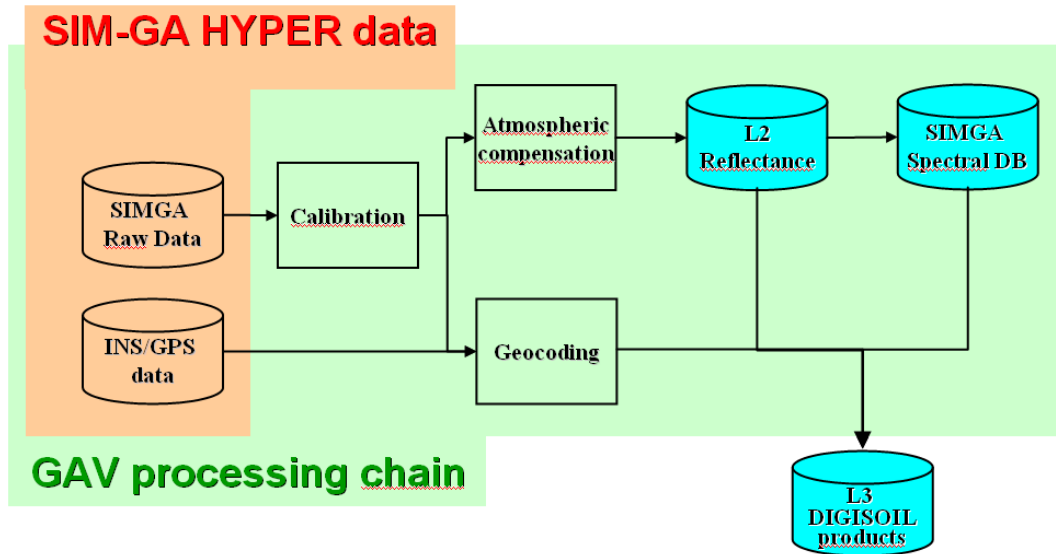 SIM-GA HYPER data
Atmospheric
compensation
L2
Reflectance
SIMGA
Spectral DB
SIMGA
Raw Data
Calibration
INS/GPS
data
Geocoding
GAV processing chain
L3
DIGISOIL
products